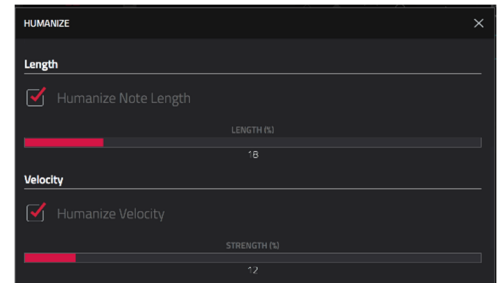 HUMANIZE
Length
Humanize Note Length
LENGTH (%)
18
Velocity
Humanize Velocity
STRENGTH (%)
12